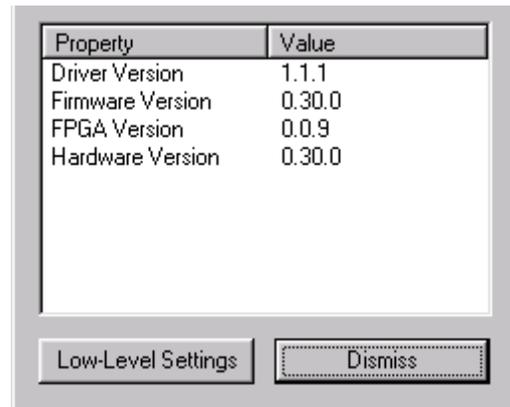 Property Value
Driver Version 1.1.1
Firmware Version 0.30.0
FPGA Version 0.0.9
Hardware Version 0.30.0
Low-Level Settings Dismiss